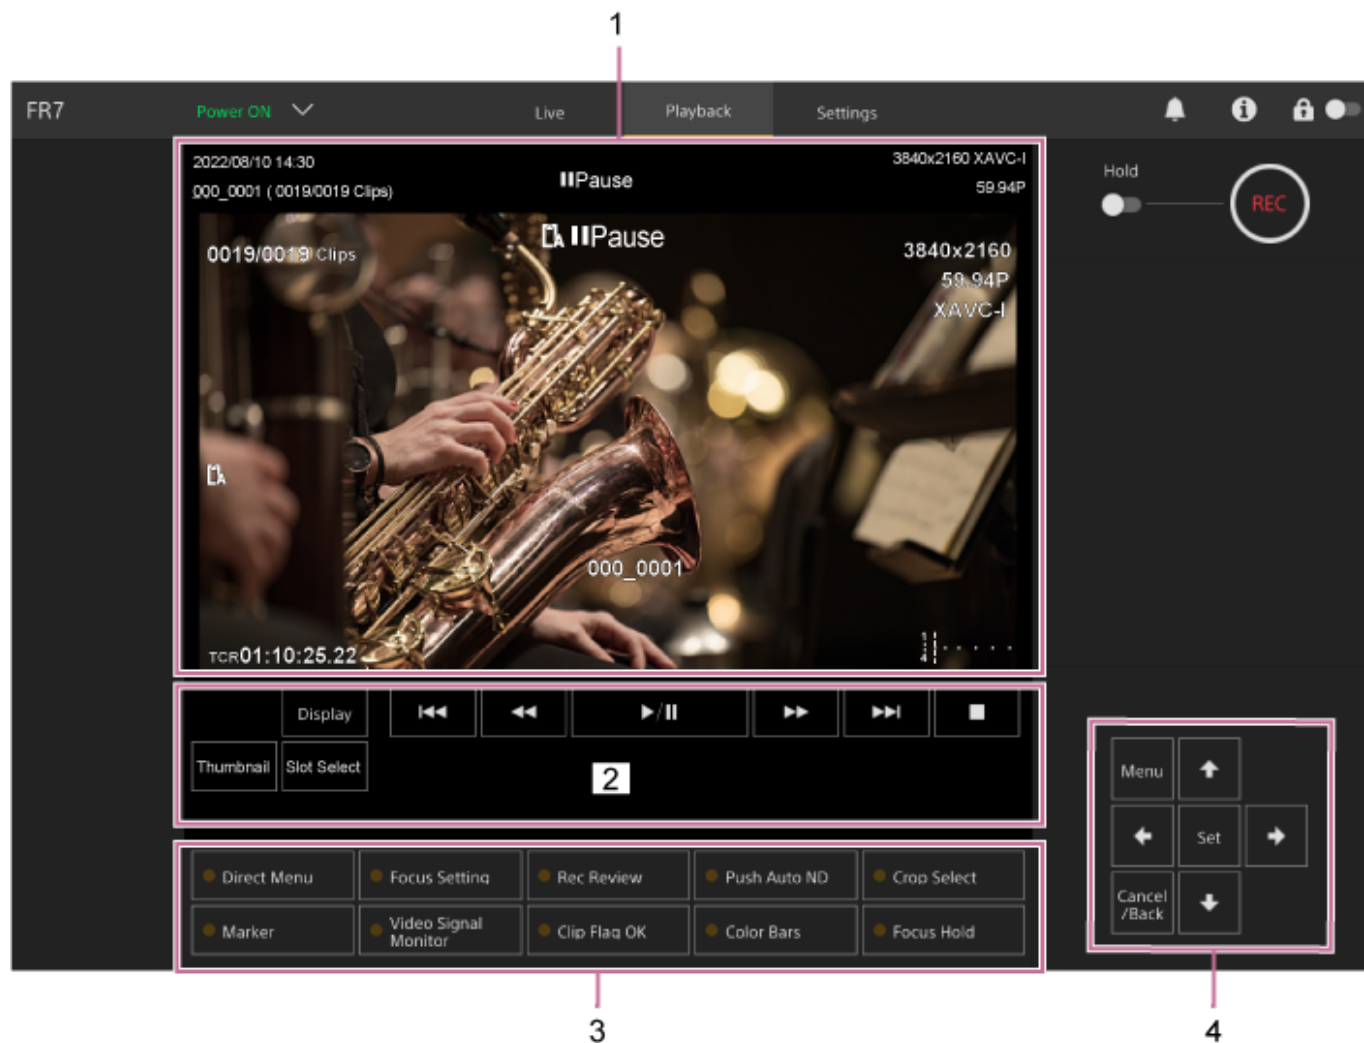 1
FR7
Power ON
Live
Playback
Settings
2022/08/10 14:30
Pause
3840x2160 XAVC-I
000_0001 ( 0019/0019 Clips)
59.94P
Hold
REC
A Pause
0019/0019 Clips
3840x2160
59.94P
XAVC-I
A
000_0001
TCR01:10:25.22
Display
Thumbnail
Slot Select
2
Menu
Set
Cancel
/Back
Direct Menu
Focus Setting
Rec Review
Push Auto ND
Crop Select
Marker
Video Signal
Monitor
Clip Flag OK
Color Bars
Focus Hold
3
4